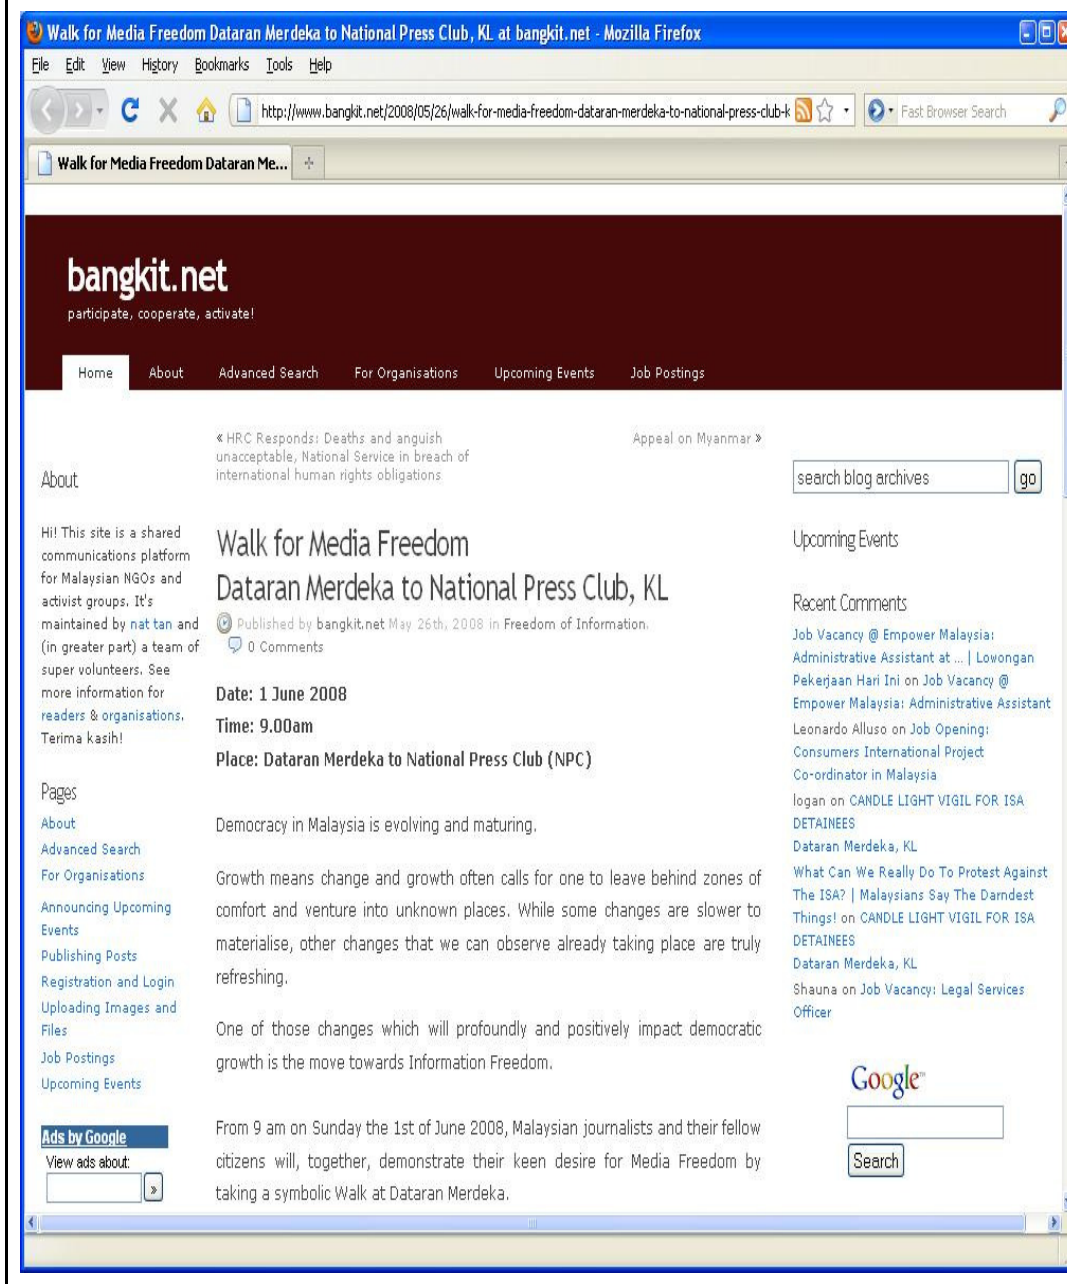 Walk for Media Freedom Dataran Merdeka to National Press Club, KL at bangkit.net - Mozilla Firefox
File Edit View History Bookmarks Tools Help
http://www.bangkit.net/2008/05/26/walk-for-media-freedom-dataran-merdeka-to-national-press-club-k
Fast Browser Search
Walk for Media Freedom Dataran Me...
bangkit.net
participate, cooperate, activate!
Home About Advanced Search For Organisations Upcoming Events Job Postings
About
Hi! This site is a shared
communications platform
for Malaysian NGOs and
activist groups. It's
maintained by nat tan and
(in greater part) a team of
super volunteers. See
more information for
readers & organisations.
Terima kasih!
Pages
About
Advanced Search
For Organisations
Announcing Upcoming
Events
Publishing Posts
Registration and Login
Uploading Images and
Files
Job Postings
Upcoming Events
Ads by Google
View ads about:
»
« HRC Responds: Deaths and anguish
unacceptable, National Service in breach of
international human rights obligations
Appeal on Myanmar »
Walk for Media Freedom
Dataran Merdeka to National Press Club, KL
Published by bangkit.net May 26th, 2008 in Freedom of Information.
0 Comments
Date: 1 June 2008
Time: 9.00am
Place: Dataran Merdeka to National Press Club (NPC)
Democracy in Malaysia is evolving and maturing.
Growth means change and growth often calls for one to leave behind zones of
comfort and venture into unknown places. While some changes are slower to
materialise, other changes that we can observe already taking place are truly
refreshing.
One of those changes which will profoundly and positively impact democratic
growth is the move towards Information Freedom.
From 9 am on Sunday the 1st of June 2008, Malaysian journalists and their fellow
citizens will, together, demonstrate their keen desire for Media Freedom by
taking a symbolic Walk at Dataran Merdeka.
search blog archives go
Upcoming Events
Recent Comments
Job Vacancy @ Empower Malaysia:
Administrative Assistant at ... | Lowongan
Pekerjaan Hari Ini on Job Vacancy @
Empower Malaysia: Administrative Assistant
Leonardo Alluso on Job Opening:
Consumers International Project
Co-ordinator in Malaysia
logan on CANDLE LIGHT VIGIL FOR ISA
DETAINEES
Dataran Merdeka, KL
What Can We Really Do To Protest Against
The ISA? | Malaysians Say The Darndest
Things! on CANDLE LIGHT VIGIL FOR ISA
DETAINEES
Dataran Merdeka, KL
Shauna on Job Vacancy: Legal Services
Officer
Google™
Search